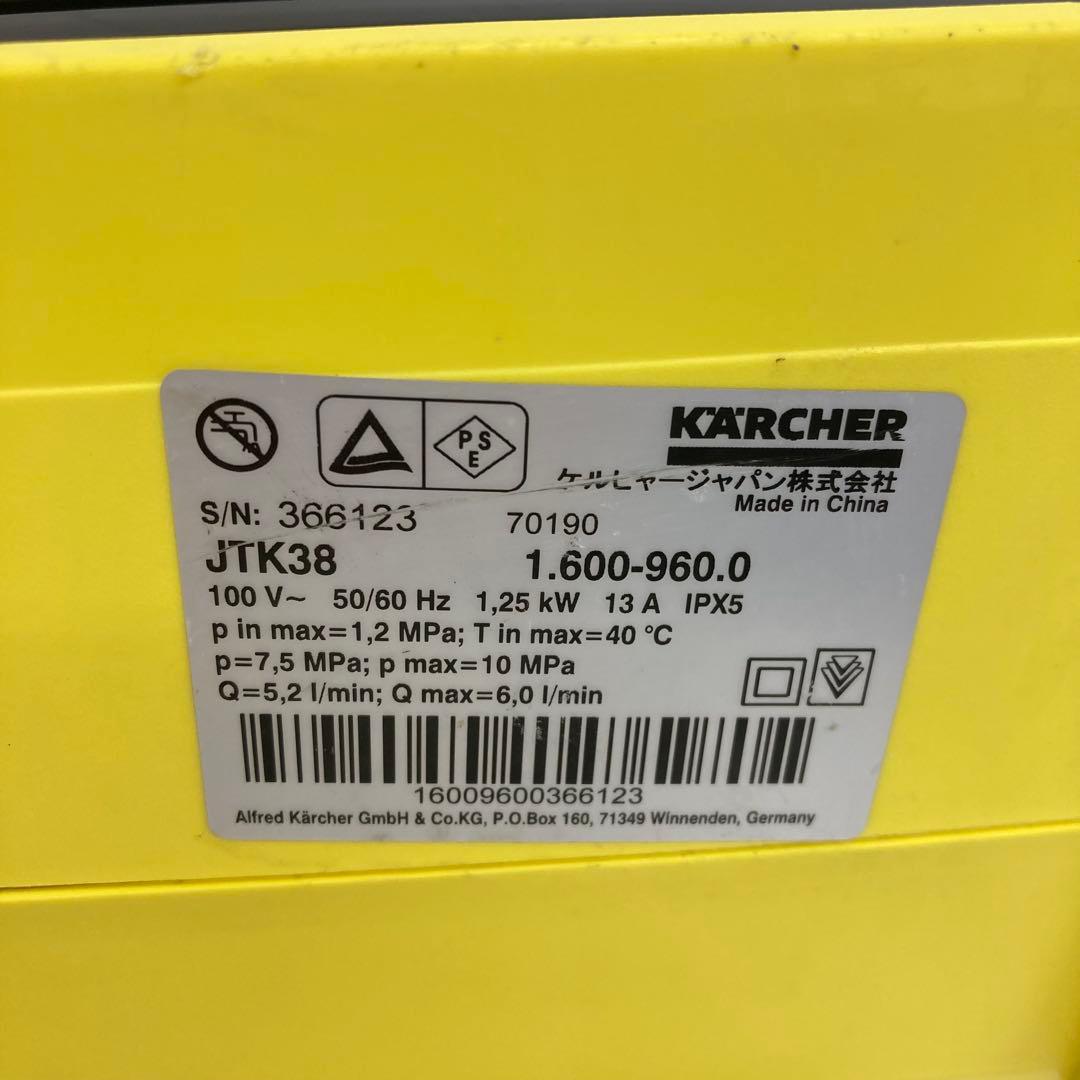 PSE
KÄRCHER
ケルヒャージャパン株式会社
Made in China
S/N: 366123 70190
JTK38 1.600-960.0
100 V~ 50/60 Hz 1,25 kW 13 A IPX5
p in max=1,2 MPa; T in max=40 °C
p=7,5 MPa; p max=10 MPa
Q=5,2 l/min; Q max=6,0 l/min
16009600366123
Alfred Kärcher GmbH & Co.KG, P.O.Box 160, 71349 Winnenden, Germany